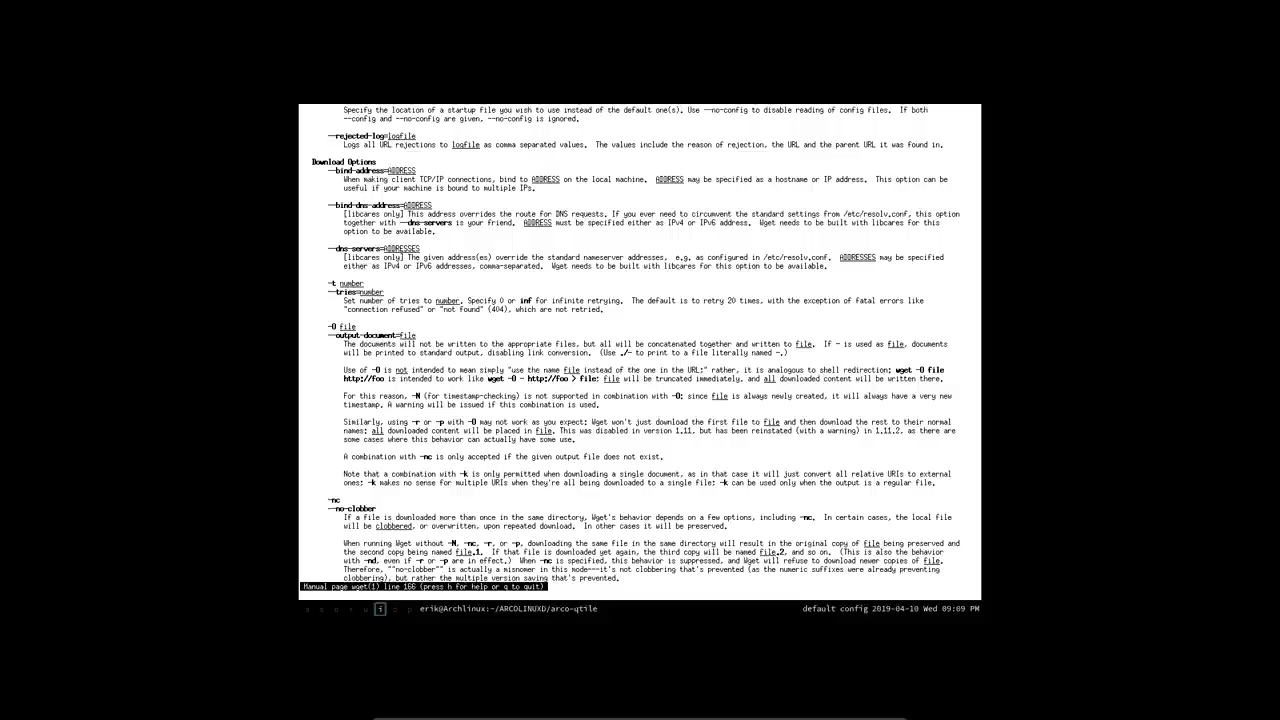 Specify the location of a startup file you wish to use instead of the default one(s). Use --no-config to disable reading of config files.  If both
--config and --no-config are given, --no-config is ignored.
--rejected-log=logfile
Logs all URL rejections to logfile as comma separated values.  The values include the reason of rejection, the URL and the parent URL it was found in.
Download Options
--bind-address=ADDRESS
When making client TCP/IP connections, bind to ADDRESS on the local machine.  ADDRESS may be specified as a hostname or IP address.  This option can be
useful if your machine is bound to multiple IPs.
--bind-dns-address=ADDRESS
[libcares only] This address overrides the route for DNS requests. If you ever need to circumvent the standard settings from /etc/resolv.conf, this option
together with --dns-servers is your friend.  ADDRESS must be specified either as IPv4 or IPv6 address.  Wget needs to be built with libcares for this
option to be available.
--dns-servers=ADDRESSES
[libcares only] The given address(es) override the standard nameserver addresses,  e.g. as configured in /etc/resolv.conf.  ADDRESSES may be specified
either as IPv4 or IPv6 addresses, comma-separated.  Wget needs to be built with libcares for this option to be available.
-t number
--tries=number
Set number of tries to number. Specify 0 or inf for infinite retrying.  The default is to retry 20 times, with the exception of fatal errors like
"connection refused" or "not found" (404), which are not retried.
-O file
--output-document=file
The documents will not be written to the appropriate files, but all will be concatenated together and written to file.  If - is used as file, documents
will be printed to standard output, disabling link conversion.  (Use ./- to print to a file literally named -.)
Use of -O is not intended to mean simply "use the name file instead of the one in the URL;" rather, it is analogous to shell redirection: wget -O file
http://foo is intended to work like wget -O - http://foo > file; file will be truncated immediately, and all downloaded content will be written there.
For this reason, -N (for timestamp-checking) is not supported in combination with -O: since file is always newly created, it will always have a very new
timestamp. A warning will be issued if this combination is used.
Similarly, using -r or -p with -O may not work as you expect: Wget won't just download the first file to file and then download the rest to their normal
names: all downloaded content will be placed in file. This was disabled in version 1.11, but has been reinstated (with a warning) in 1.11.2, as there are
some cases where this behavior can actually have some use.
A combination with -nc is only accepted if the given output file does not exist.
Note that a combination with -k is only permitted when downloading a single document, as in that case it will just convert all relative URIs to external
ones; -k makes no sense for multiple URIs when they're all being downloaded to a single file; -k can be used only when the output is a regular file.
-nc
--no-clobber
If a file is downloaded more than once in the same directory, Wget's behavior depends on a few options, including -nc.  In certain cases, the local file
will be clobbered, or overwritten, upon repeated download.  In other cases it will be preserved.
When running Wget without -N, -nc, -r, or -p, downloading the same file in the same directory will result in the original copy of file being preserved and
the second copy being named file.1.  If that file is downloaded yet again, the third copy will be named file.2, and so on.  (This is also the behavior
with -nd, even if -r or -p are in effect.)  When -nc is specified, this behavior is suppressed, and Wget will refuse to download newer copies of file.
Therefore, ""no-clobber"" is actually a misnomer in this mode---it's not clobbering that's prevented (as the numeric suffixes were already preventing
clobbering), but rather the multiple version saving that's prevented.
Manual page wget(1) line 166 (press h for help or q to quit)
i erik@Archlinux:~/ARCOLINUXD/arco-qtile default config 2019-04-10 Wed 09:09 PM